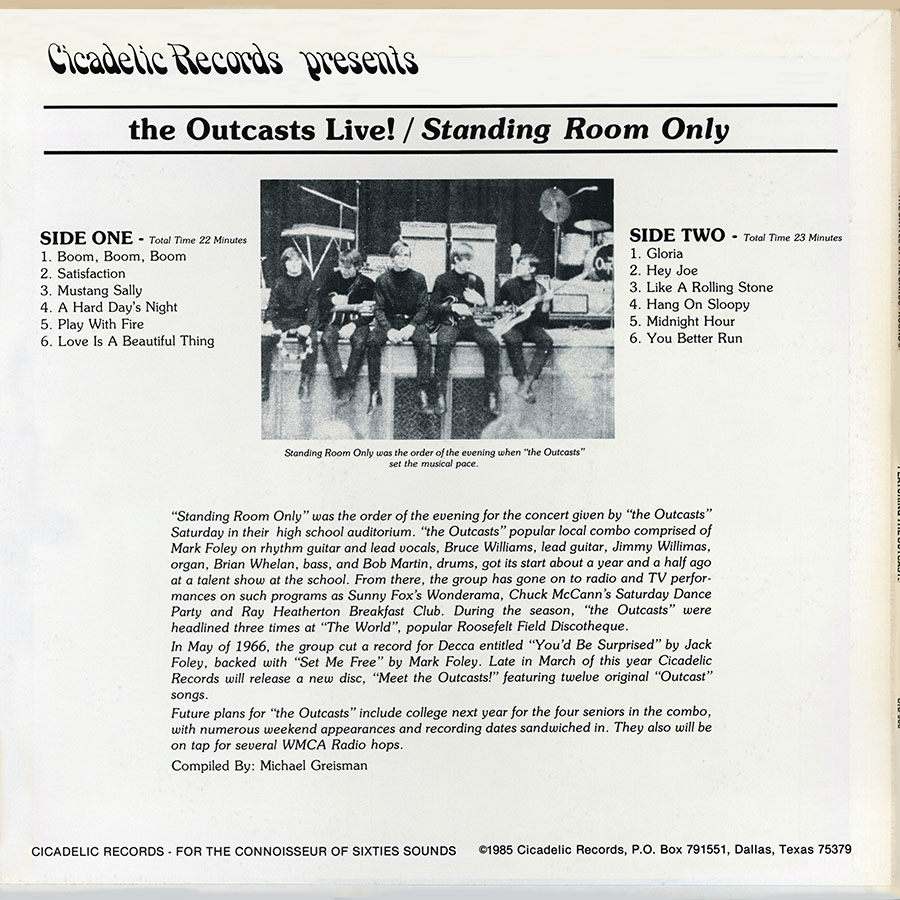 Cicadelic Records presents
the Outcasts Live! / Standing Room Only
SIDE ONE - Total Time 22 Minutes
1. Boom, Boom, Boom
2. Satisfaction
3. Mustang Sally
4. A Hard Day's Night
5. Play With Fire
6. Love Is A Beautiful Thing
SIDE TWO - Total Time 23 Minutes
1. Gloria
2. Hey Joe
3. Like A Rolling Stone
4. Hang On Sloopy
5. Midnight Hour
6. You Better Run
Standing Room Only was the order of the evening when "the Outcasts"
set the musical pace.
"Standing Room Only" was the order of the evening for the concert given by "the Outcasts"
Saturday in their high school auditorium. "the Outcasts" popular local combo comprised of
Mark Foley on rhythm guitar and lead vocals, Bruce Williams, lead guitar, Jimmy Willimas,
organ, Brian Whelan, bass, and Bob Martin, drums, got its start about a year and a half ago
at a talent show at the school. From there, the group has gone on to radio and TV perfor-
mances on such programs as Sunny Fox's Wonderama, Chuck McCann's Saturday Dance
Party and Ray Heatherton Breakfast Club. During the season, "the Outcasts" were
headlined three times at "The World", popular Roosefelt Field Discotheque.
In May of 1966, the group cut a record for Decca entitled "You'd Be Surprised" by Jack
Foley, backed with "Set Me Free" by Mark Foley. Late in March of this year Cicadelic
Records will release a new disc, "Meet the Outcasts!" featuring twelve original "Outcast"
songs.
Future plans for "the Outcasts" include college next year for the four seniors in the combo,
with numerous weekend appearances and recording dates sandwiched in. They also will be
on tap for several WMCA Radio hops.
Compiled By: Michael Greisman
CICADELIC RECORDS - FOR THE CONNOISSEUR OF SIXTIES SOUNDS
©1985 Cicadelic Records, P.O. Box 791551, Dallas, Texas 75379